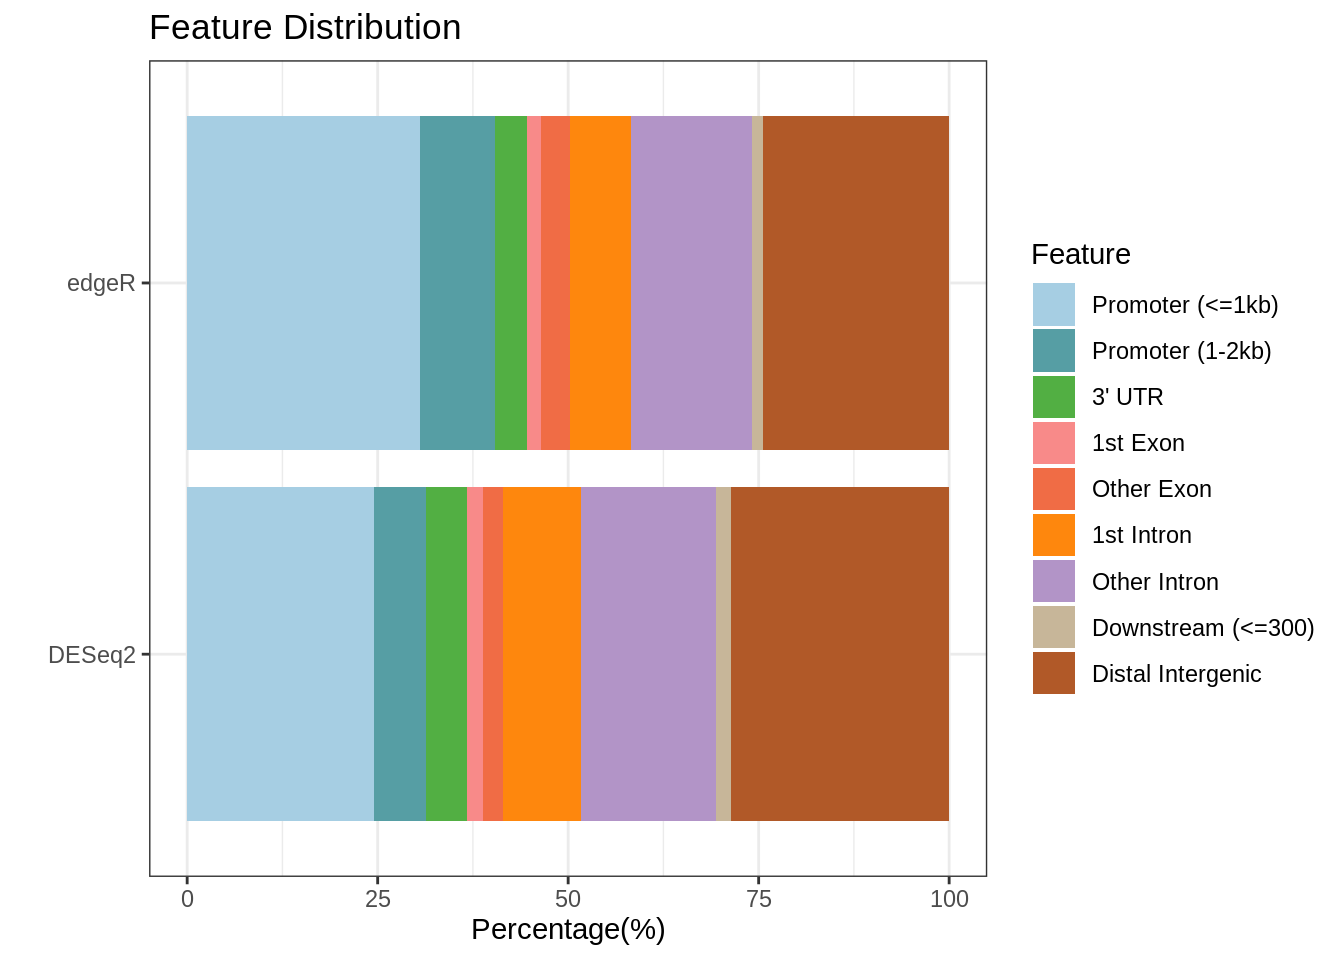 Feature Distribution
edgeR
DESeq2
0 25 50 75 100
Percentage(%)
Feature
Promoter (<=1kb)
Promoter (1-2kb)
3' UTR
1st Exon
Other Exon
1st Intron
Other Intron
Downstream (<=300)
Distal Intergenic